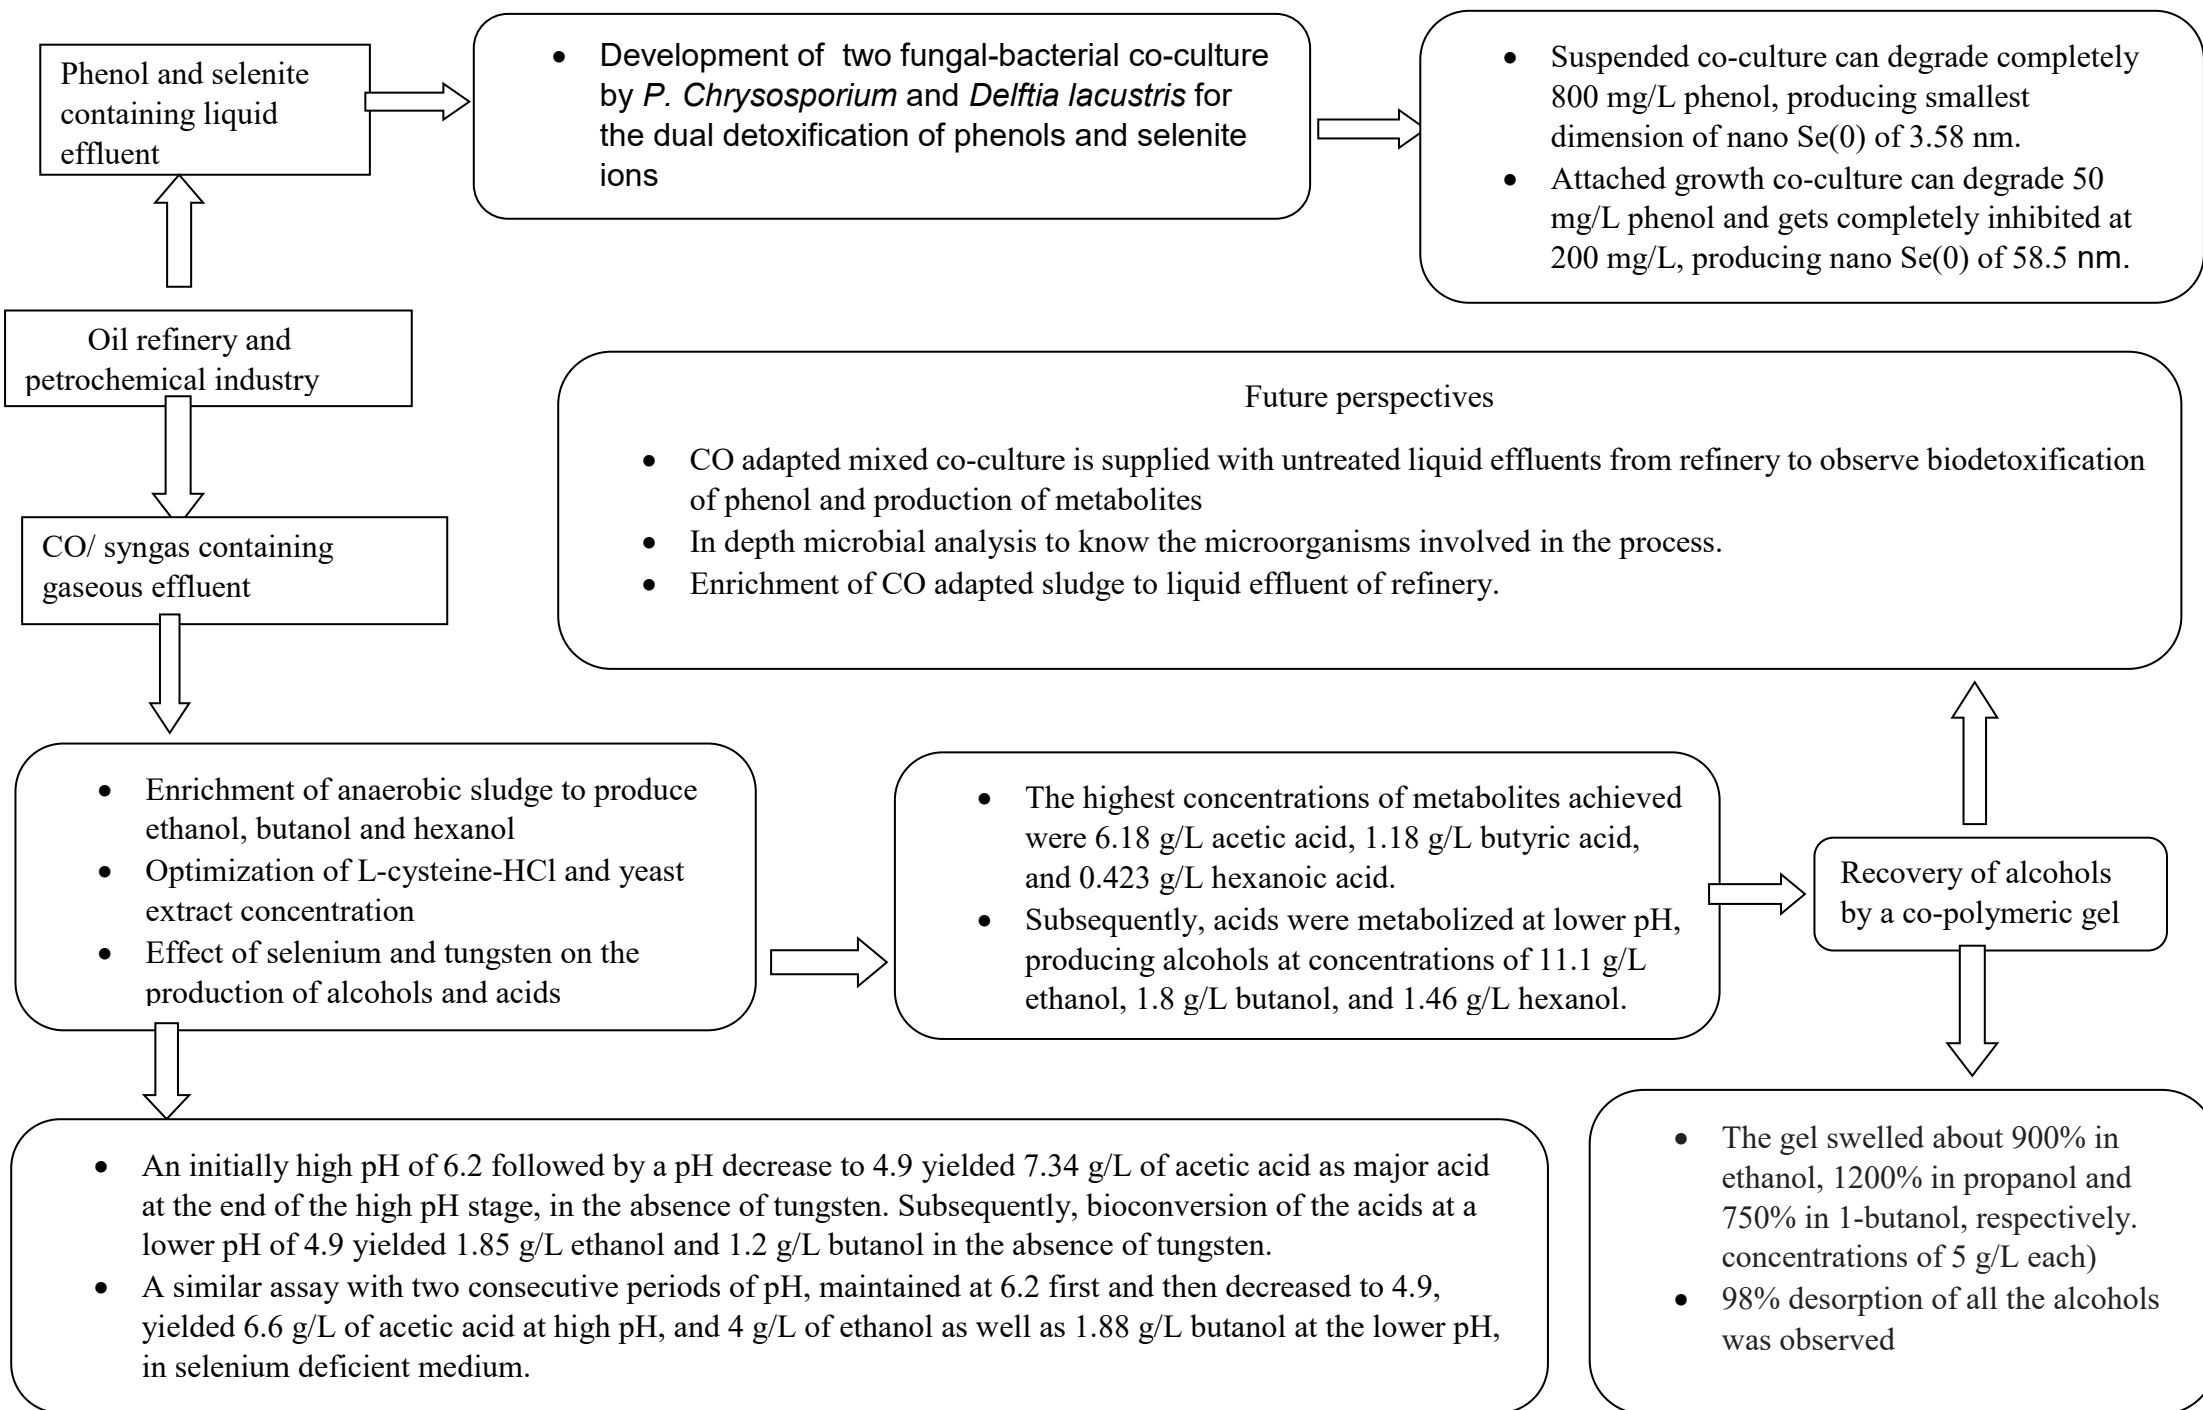 Phenol and selenite
containing liquid
effluent
• Development of  two fungal-bacterial co-culture
by P. Chrysosporium and Delftia lacustris for
the dual detoxification of phenols and selenite
ions
• Suspended co-culture can degrade completely
800 mg/L phenol, producing smallest
dimension of nano Se(0) of 3.58 nm.
• Attached growth co-culture can degrade 50
mg/L phenol and gets completely inhibited at
200 mg/L, producing nano Se(0) of 58.5 nm.
Oil refinery and
petrochemical industry
Future perspectives
• CO adapted mixed co-culture is supplied with untreated liquid effluents from refinery to observe biodetoxification
of phenol and production of metabolites
• In depth microbial analysis to know the microorganisms involved in the process.
• Enrichment of CO adapted sludge to liquid effluent of refinery.
CO/ syngas containing
gaseous effluent
• Enrichment of anaerobic sludge to produce
ethanol, butanol and hexanol
• Optimization of L-cysteine-HCl and yeast
extract concentration
• Effect of selenium and tungsten on the
production of alcohols and acids
• The highest concentrations of metabolites achieved
were 6.18 g/L acetic acid, 1.18 g/L butyric acid,
and 0.423 g/L hexanoic acid.
• Subsequently, acids were metabolized at lower pH,
producing alcohols at concentrations of 11.1 g/L
ethanol, 1.8 g/L butanol, and 1.46 g/L hexanol.
Recovery of alcohols
by a co-polymeric gel
• An initially high pH of 6.2 followed by a pH decrease to 4.9 yielded 7.34 g/L of acetic acid as major acid
at the end of the high pH stage, in the absence of tungsten. Subsequently, bioconversion of the acids at a
lower pH of 4.9 yielded 1.85 g/L ethanol and 1.2 g/L butanol in the absence of tungsten.
• A similar assay with two consecutive periods of pH, maintained at 6.2 first and then decreased to 4.9,
yielded 6.6 g/L of acetic acid at high pH, and 4 g/L of ethanol as well as 1.88 g/L butanol at the lower pH,
in selenium deficient medium.
• The gel swelled about 900% in
ethanol, 1200% in propanol and
750% in 1-butanol, respectively.
concentrations of 5 g/L each)
• 98% desorption of all the alcohols
was observed